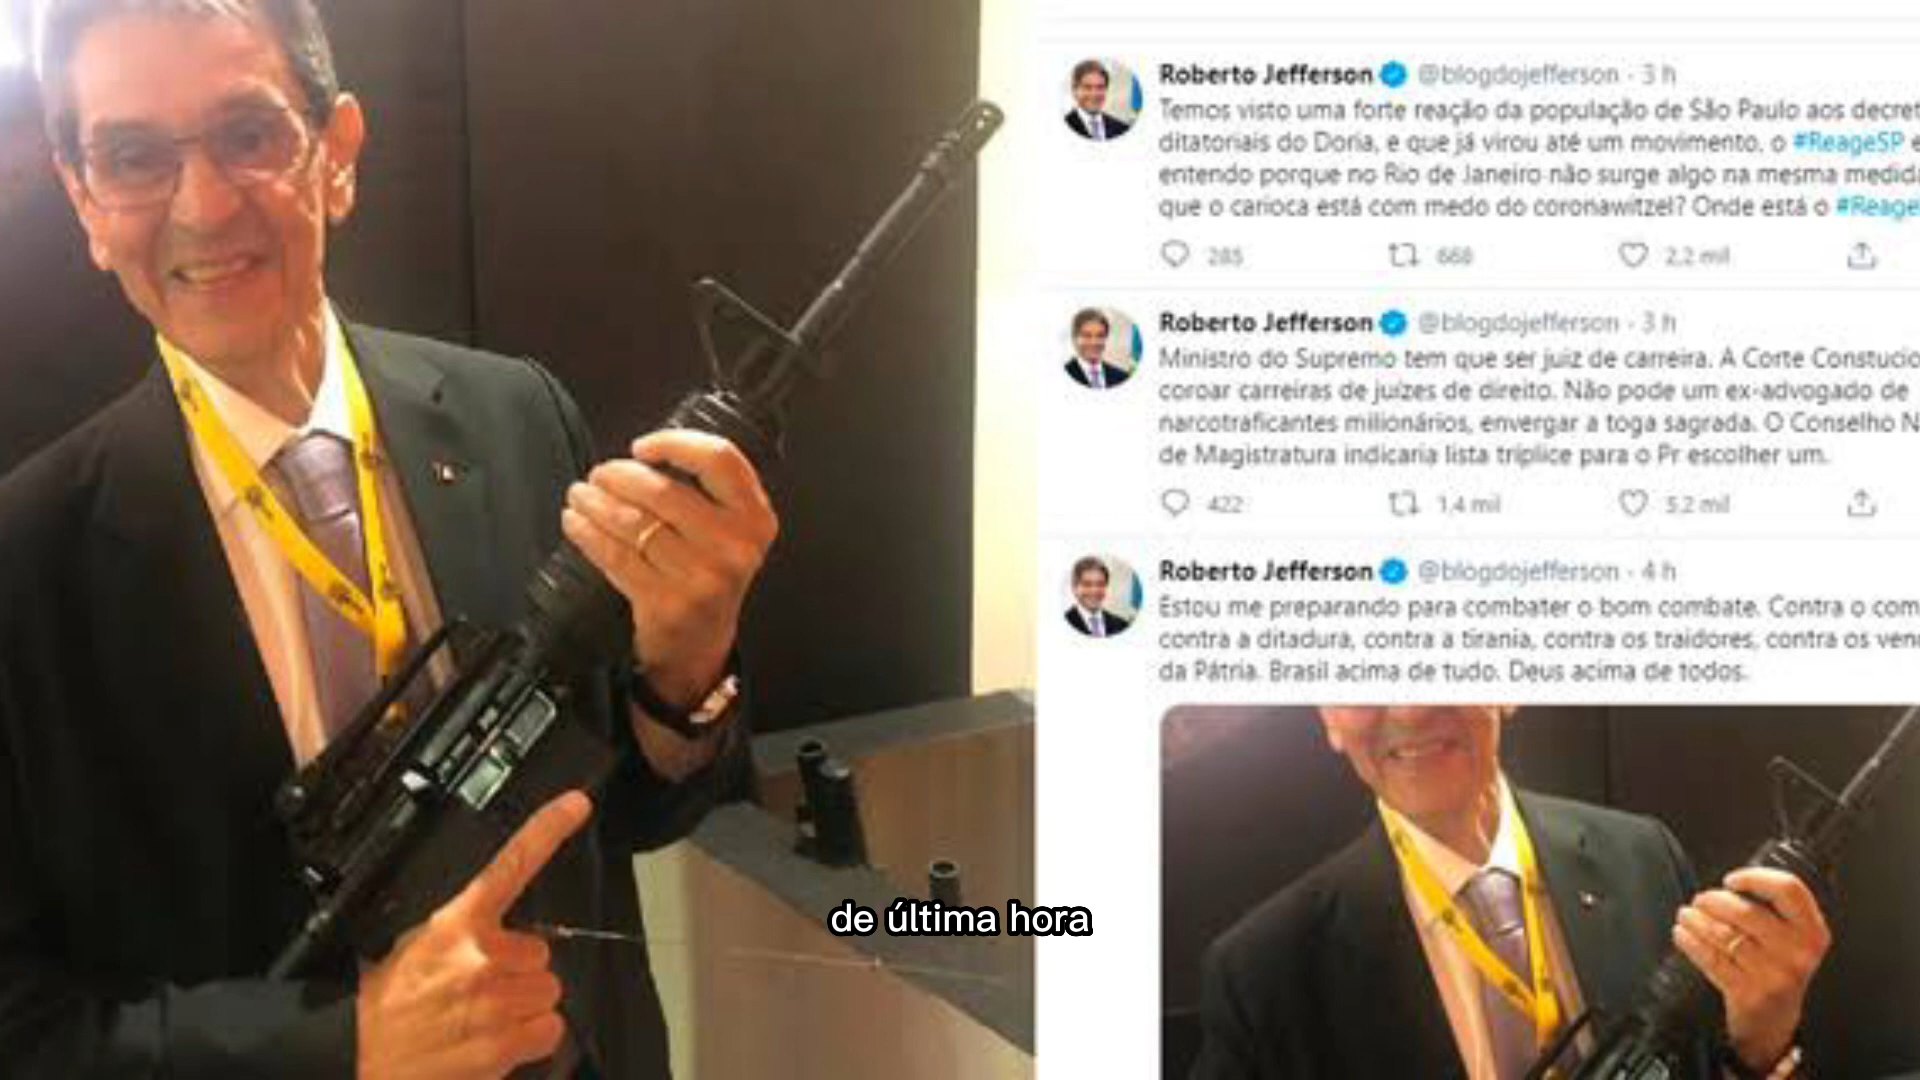 Roberto Jefferson @blogdojefferson · 3 h
Temos visto uma forte reação da população de São Paulo aos decret
ditatoriais do Doria, e que já virou até um movimento, o #ReageSP e
entendo porque no Rio de Janeiro não surge algo na mesma medida
que o carioca está com medo do coronawitzel? Onde está o #Reage
285 668 2,2 mil
Roberto Jefferson @blogdojefferson · 3 h
Ministro do Supremo tem que ser juiz de carreira. A Corte Constucio
coroar carreiras de juízes de direito. Não pode um ex-advogado de
narcotraficantes milionários, envergar a toga sagrada. O Conselho N
de Magistratura indicaria lista tríplice para o Pr escolher um.
422 1,4 mil 5,2 mil
Roberto Jefferson @blogdojefferson · 4 h
Estou me preparando para combater o bom combate. Contra o com
contra a ditadura, contra a tirania, contra os traidores, contra os ven
da Pátria. Brasil acima de tudo. Deus acima de todos.
de última hora